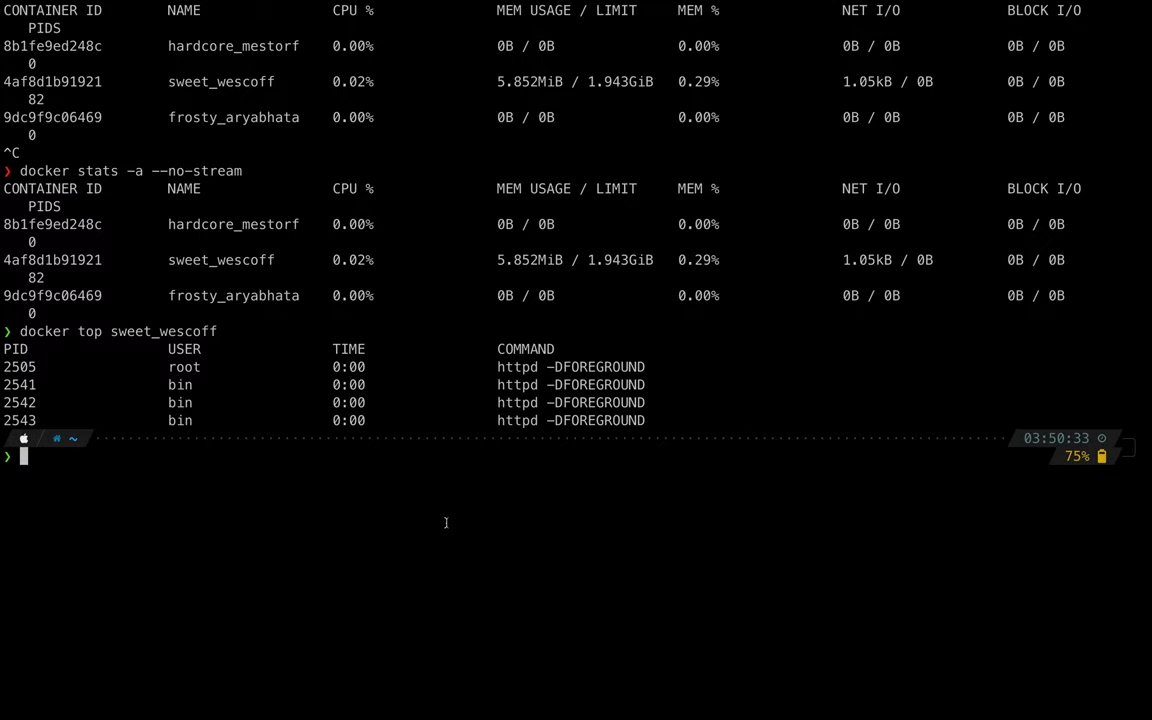 CONTAINER ID NAME CPU % MEM USAGE / LIMIT MEM % NET I/O BLOCK I/O
PIDS
8b1fe9ed248c hardcore_mestorf 0.00% 0B / 0B 0.00% 0B / 0B 0B / 0B
0
4af8d1b91921 sweet_wescoff 0.02% 5.852MiB / 1.943GiB 0.29% 1.05kB / 0B 0B / 0B
82
9dc9f9c06469 frosty_aryabhata 0.00% 0B / 0B 0.00% 0B / 0B 0B / 0B
0
^C
❯ docker stats -a --no-stream
CONTAINER ID NAME CPU % MEM USAGE / LIMIT MEM % NET I/O BLOCK I/O
PIDS
8b1fe9ed248c hardcore_mestorf 0.00% 0B / 0B 0.00% 0B / 0B 0B / 0B
0
4af8d1b91921 sweet_wescoff 0.02% 5.852MiB / 1.943GiB 0.29% 1.05kB / 0B 0B / 0B
82
9dc9f9c06469 frosty_aryabhata 0.00% 0B / 0B 0.00% 0B / 0B 0B / 0B
0
❯ docker top sweet_wescoff
PID USER TIME COMMAND
2505 root 0:00 httpd -DFOREGROUND
2541 bin 0:00 httpd -DFOREGROUND
2542 bin 0:00 httpd -DFOREGROUND
2543 bin 0:00 httpd -DFOREGROUND
~ 03:50:33
❯ 75%